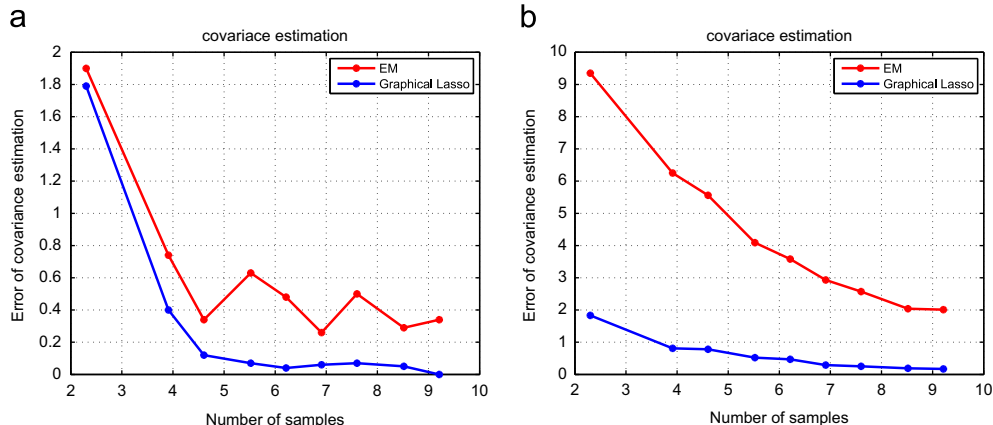 a
covariace estimation
2
1.8
1.6
1.4
1.2
1
0.8
0.6
0.4
0.2
0
Error of covariance estimation
EM
Graphical Lasso
2 3 4 5 6 7 8 9 10
Number of samples
b
covariace estimation
10
9
8
7
6
5
4
3
2
1
0
Error of covariance estimation
EM
Graphical Lasso
2 3 4 5 6 7 8 9 10
Number of samples